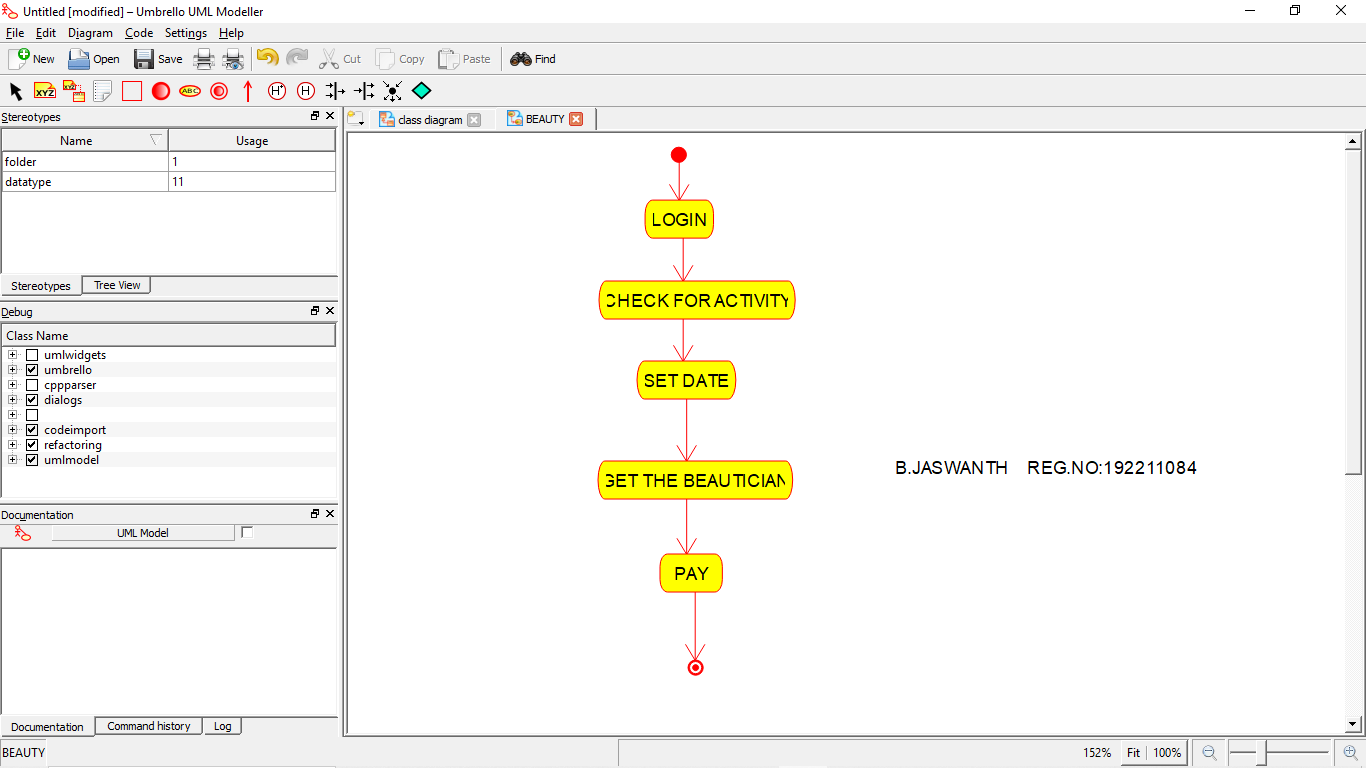 Untitled [modified] – Umbrello UML Modeller
File Edit Diagram Code Settings Help
New Open Save Cut Copy Paste Find
XYZ XYZ ABC H* H
Stereotypes
class diagram BEAUTY
Name Usage
folder 1
datatype 11
Stereotypes Tree View
Debug
Class Name
umlwidgets
umbrello
cppparser
dialogs
codeimport
refactoring
umlmodel
Documentation
UML Model
Documentation Command history Log
LOGIN
CHECK FOR ACTIVITY
SET DATE
GET THE BEAUTICIAN
PAY
B.JASWANTH REG.NO:192211084
BEAUTY 152% Fit 100%